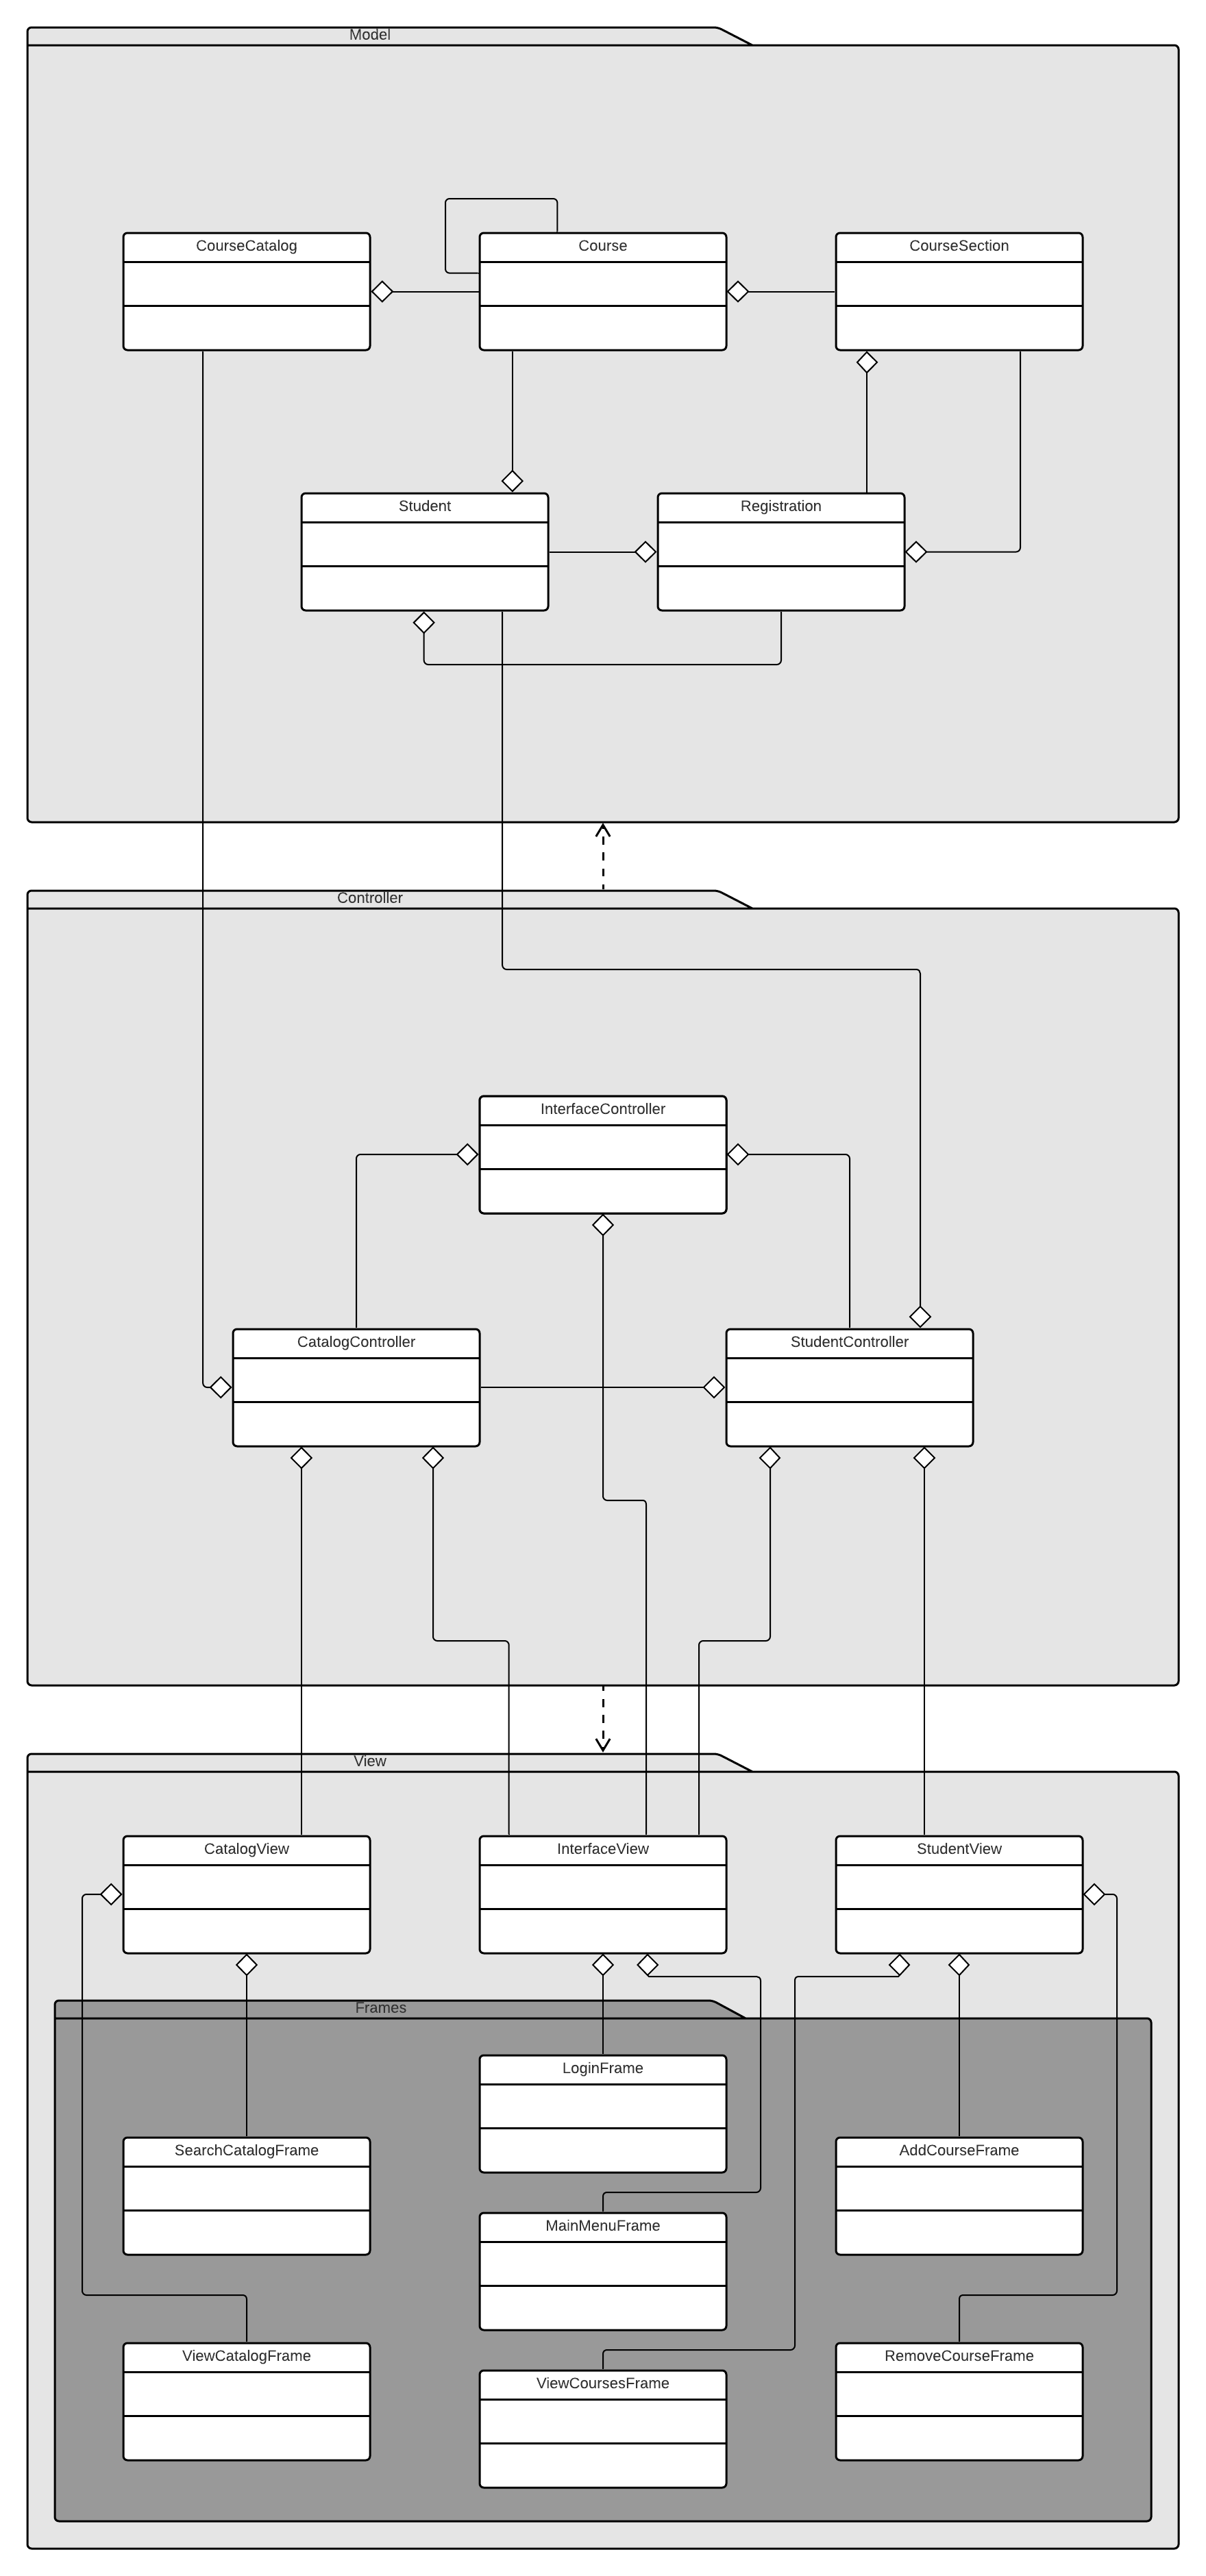 Model
CourseCatalog
Course
CourseSection
Student
Registration
Controller
InterfaceController
CatalogController
StudentController
View
CatalogView
InterfaceView
StudentView
Frames
LoginFrame
SearchCatalogFrame
AddCourseFrame
MainMenuFrame
ViewCatalogFrame
RemoveCourseFrame
ViewCoursesFrame